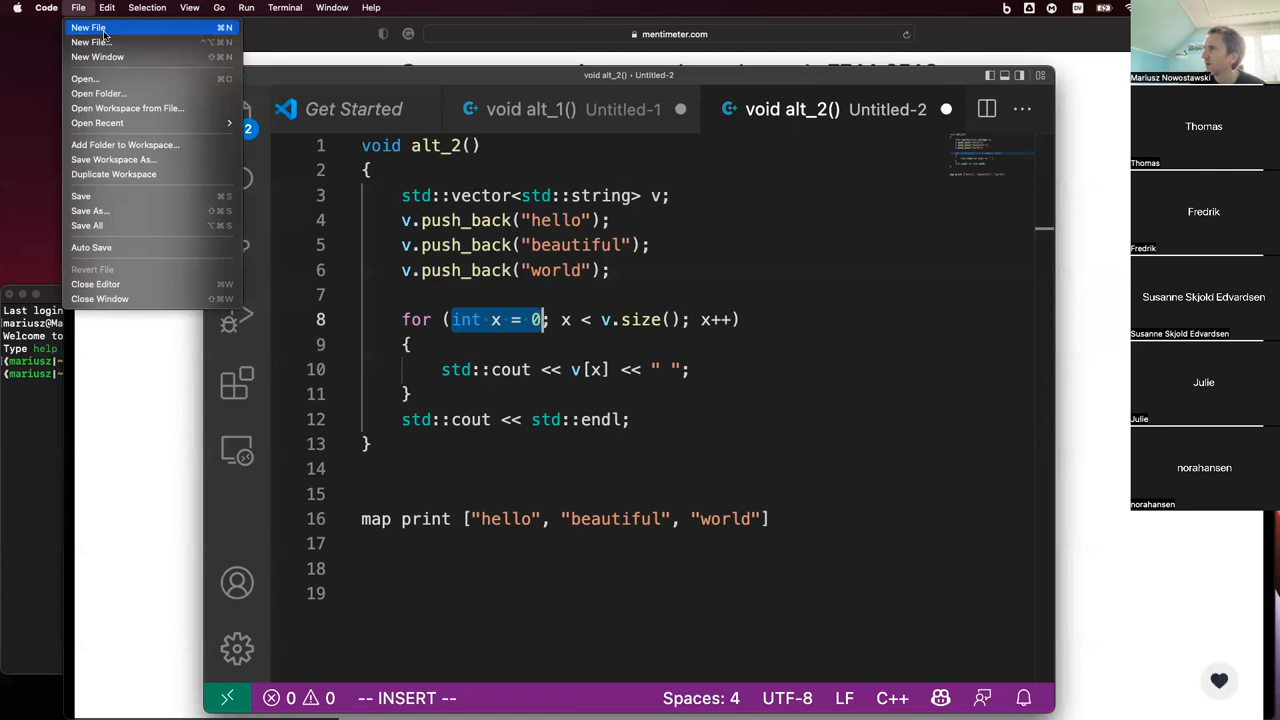 Code File Edit Selection View Go Run Terminal Window Help
New File ⌘N
New File... ⌃⌥⌘N
New Window ⇧⌘N
Open... ⌘O
Open Folder...
Open Workspace from File...
Open Recent
Add Folder to Workspace...
Save Workspace As...
Duplicate Workspace
Save ⌘S
Save As... ⇧⌘S
Save All ⌥⌘S
Auto Save
Revert File
Close Editor ⌘W
Close Window ⇧⌘W
Last login
mariusz@
Welcome to
Type help
(mariusz|~
(mariusz|~
mentimeter.com
void alt_2() Untitled-2
Get Started
void alt_1() Untitled-1
void alt_2() Untitled-2
2
1 void alt_2()
2 {
3 std::vector<std::string> v;
4 v.push_back("hello");
5 v.push_back("beautiful");
6 v.push_back("world");
7
8 for (int x = 0; x < v.size(); x++)
9 {
10 std::cout << v[x] << " ";
11 }
12 std::cout << std::endl;
13 }
14
15
16 map print ["hello", "beautiful", "world"]
17
18
19
0 0 -- INSERT -- Spaces: 4 UTF-8 LF C++
Mariusz Nowostawski
Thomas
Thomas
Fredrik
Fredrik
Susanne Skjold Edvardsen
Susanne Skjold Edvardsen
Julie
Julie
norahansen
norahansen